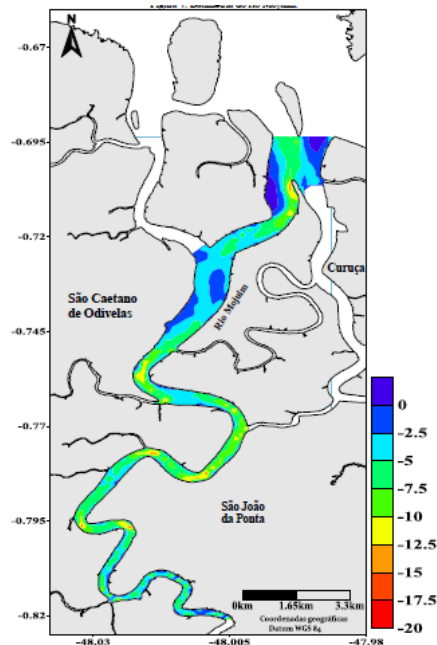 N
-0.67
-0.695
-0.72
-0.745
-0.77
-0.795
-0.82
Curuça
São Caetano
de Odivelas
Rio Mojuim
São João
da Ponta
0
-2.5
-5
-7.5
-10
-12.5
-15
-17.5
-20
0km 1.65km 3.3km
Coordenadas geográficas
Datum WGS 84
-48.03 -48.005 -47.98